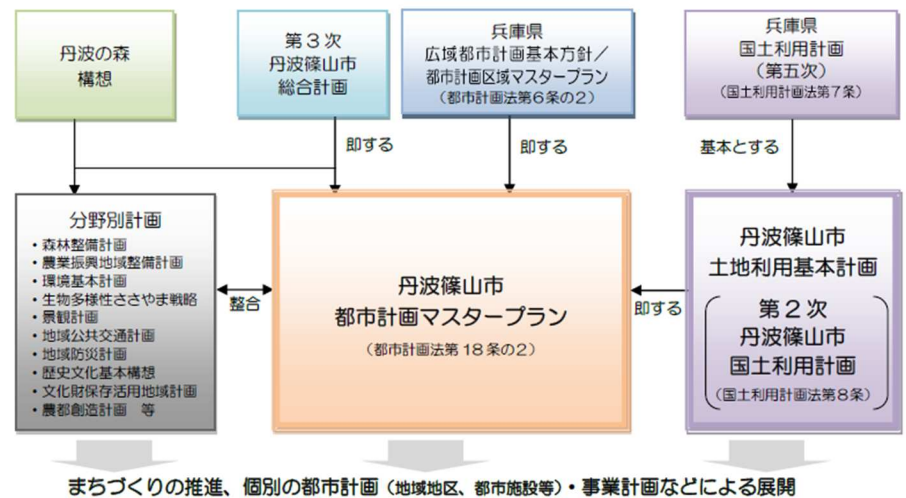 丹波の森
構想
第3次
丹波篠山市
総合計画
兵庫県
広域都市計画基本方針／
都市計画区域マスタープラン
(都市計画法第6条の2)
兵庫県
国土利用計画
(第五次)
(国土利用計画法第7条)
即する
即する
基本とする
分野別計画
・森林整備計画
・農業振興地域整備計画
・環境基本計画
・生物多様性ささやま戦略
・景観計画
・地域公共交通計画
・地域防災計画
・歴史文化基本構想
・文化財保存活用地域計画
・農都創造計画　等
整合
丹波篠山市
都市計画マスタープラン
(都市計画法第18条の2)
即する
丹波篠山市
土地利用基本計画
第2次
丹波篠山市
国土利用計画
(国土利用計画法第8条)
まちづくりの推進、個別の都市計画(地域地区、都市施設等)・事業計画などによる展開